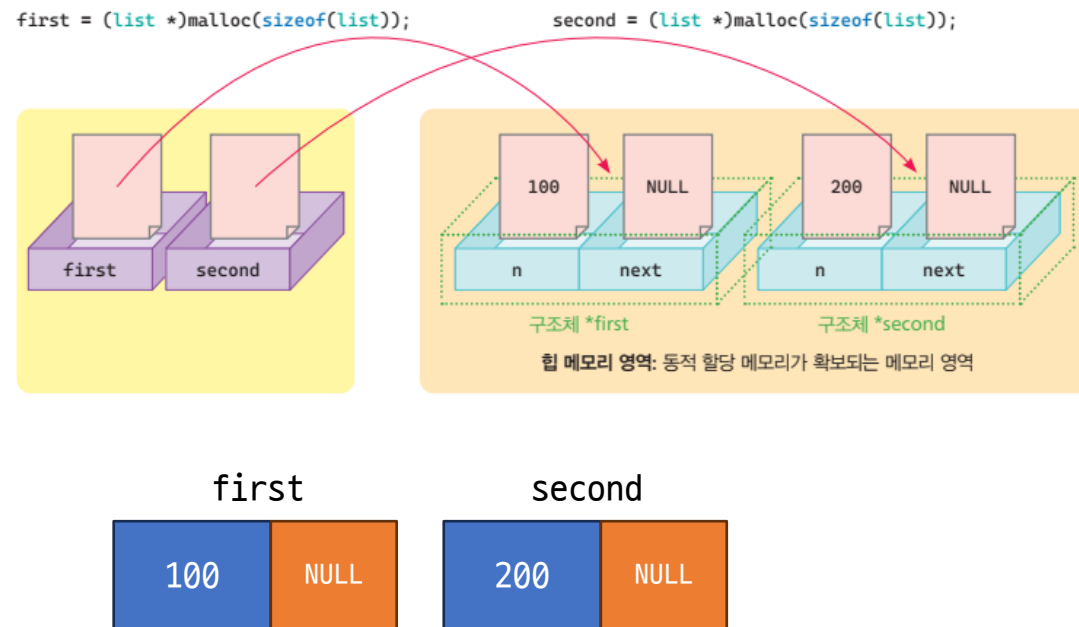 first = (list *)malloc(sizeof(list));
second = (list *)malloc(sizeof(list));
100
NULL
200
NULL
first
second
n
next
n
next
구조체 *first
구조체 *second
힙 메모리 영역: 동적 할당 메모리가 확보되는 메모리 영역
first
second
100
NULL
200
NULL